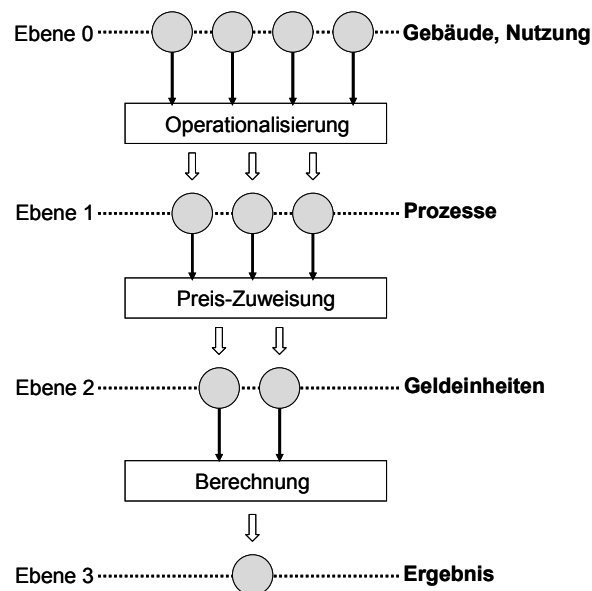 Ebene 0 Gebäude, Nutzung
Operationalisierung
Ebene 1 Prozesse
Preis-Zuweisung
Ebene 2 Geldeinheiten
Berechnung
Ebene 3 Ergebnis